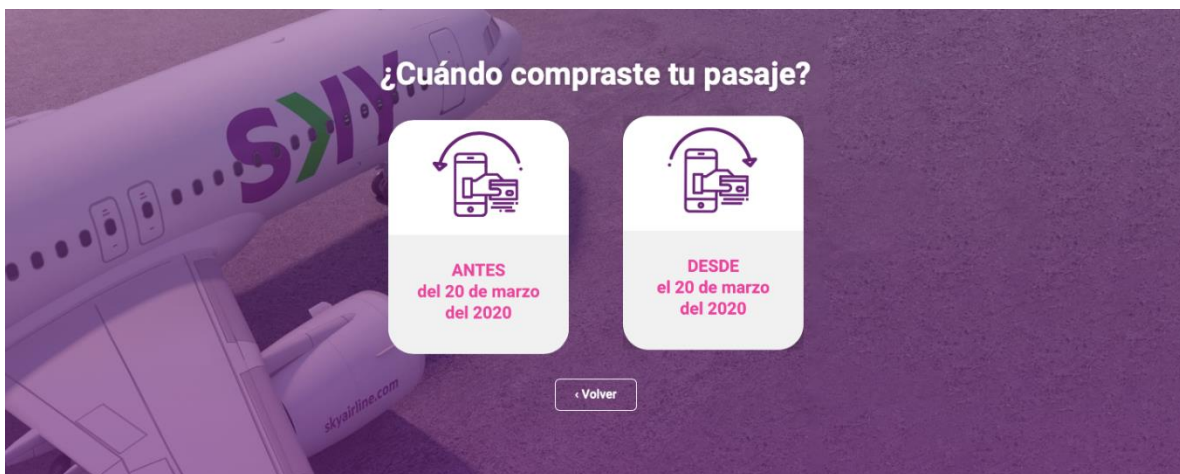 ¿Cuándo compraste tu pasaje?
SKY
ANTES
del 20 de marzo
del 2020
DESDE
el 20 de marzo
del 2020
‹ Volver
skyairline.com